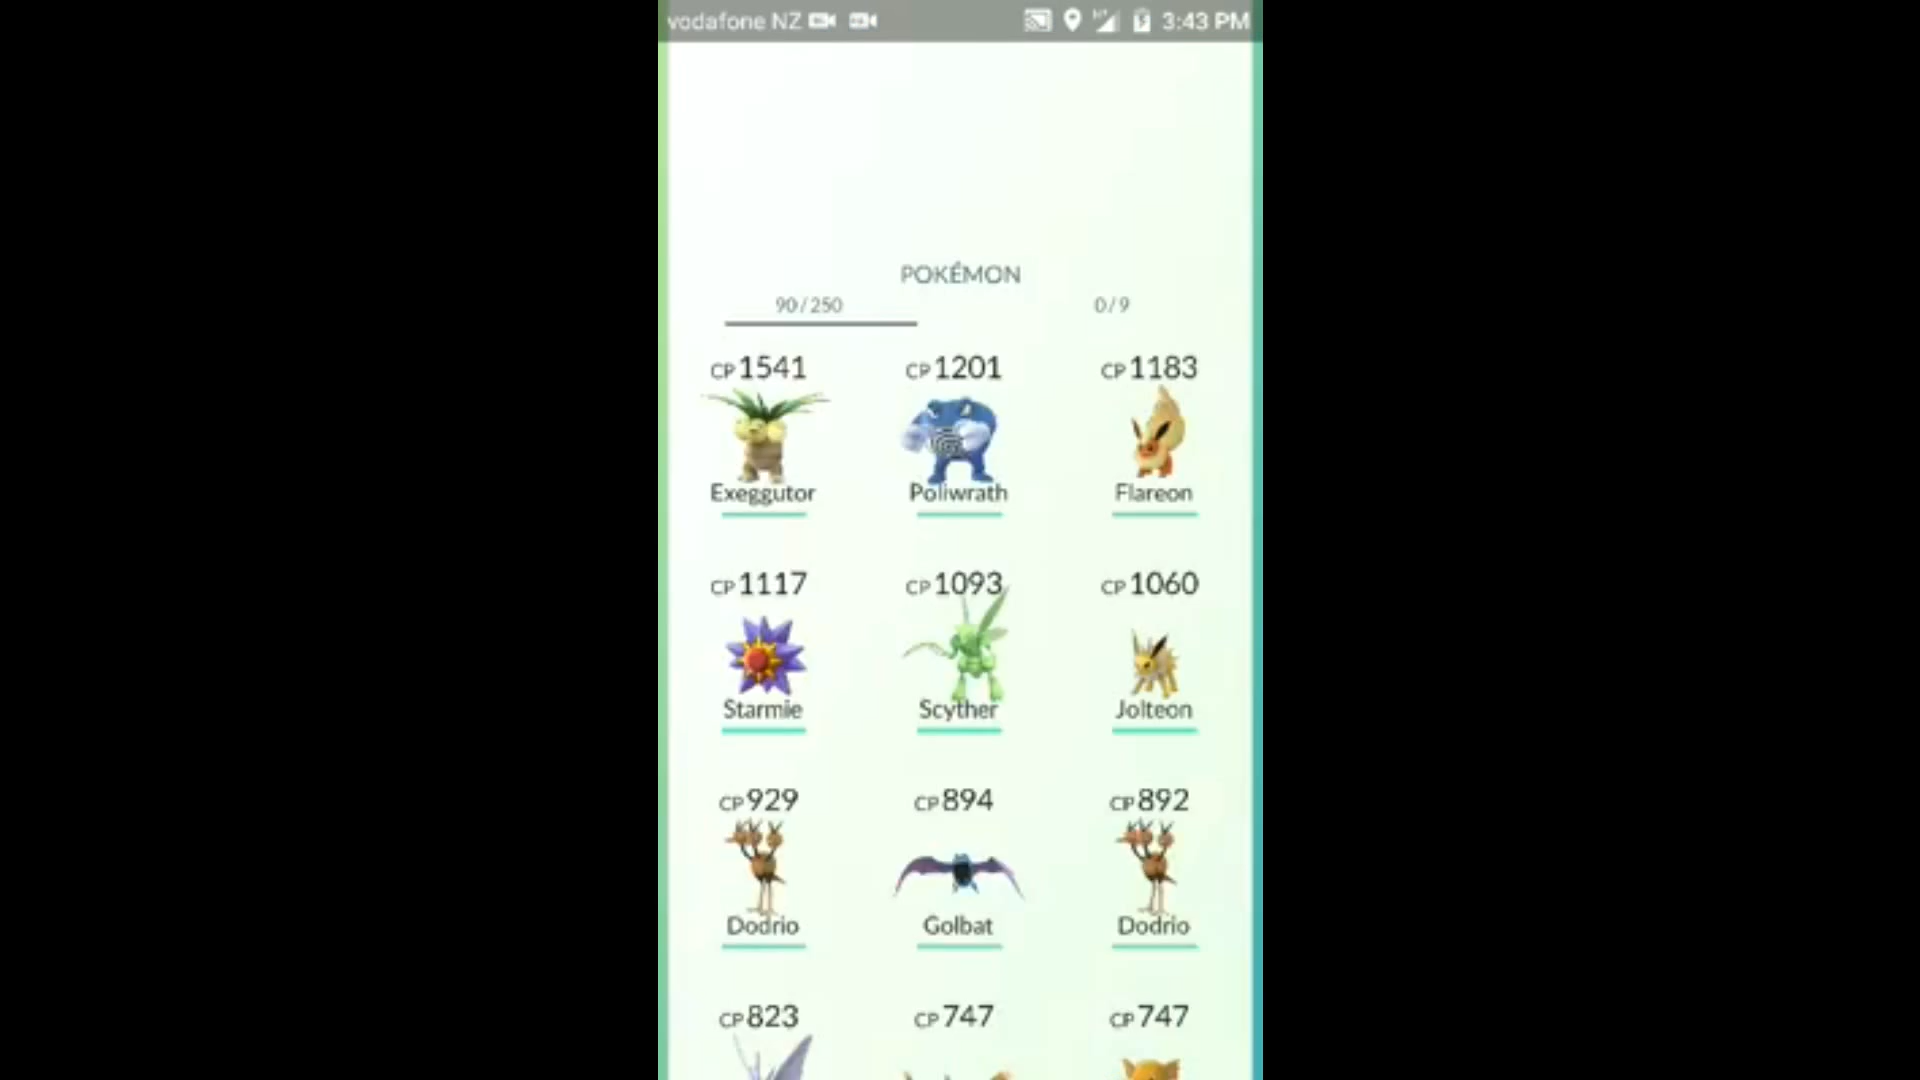 vodafone NZ 3:43 PM
POKÉMON
90/250 0/9
CP1541 CP1201 CP1183
Exeggutor Poliwrath Flareon
CP1117 CP1093 CP1060
Starmie Scyther Jolteon
CP929 CP894 CP892
Dodrio Golbat Dodrio
CP823 CP747 CP747